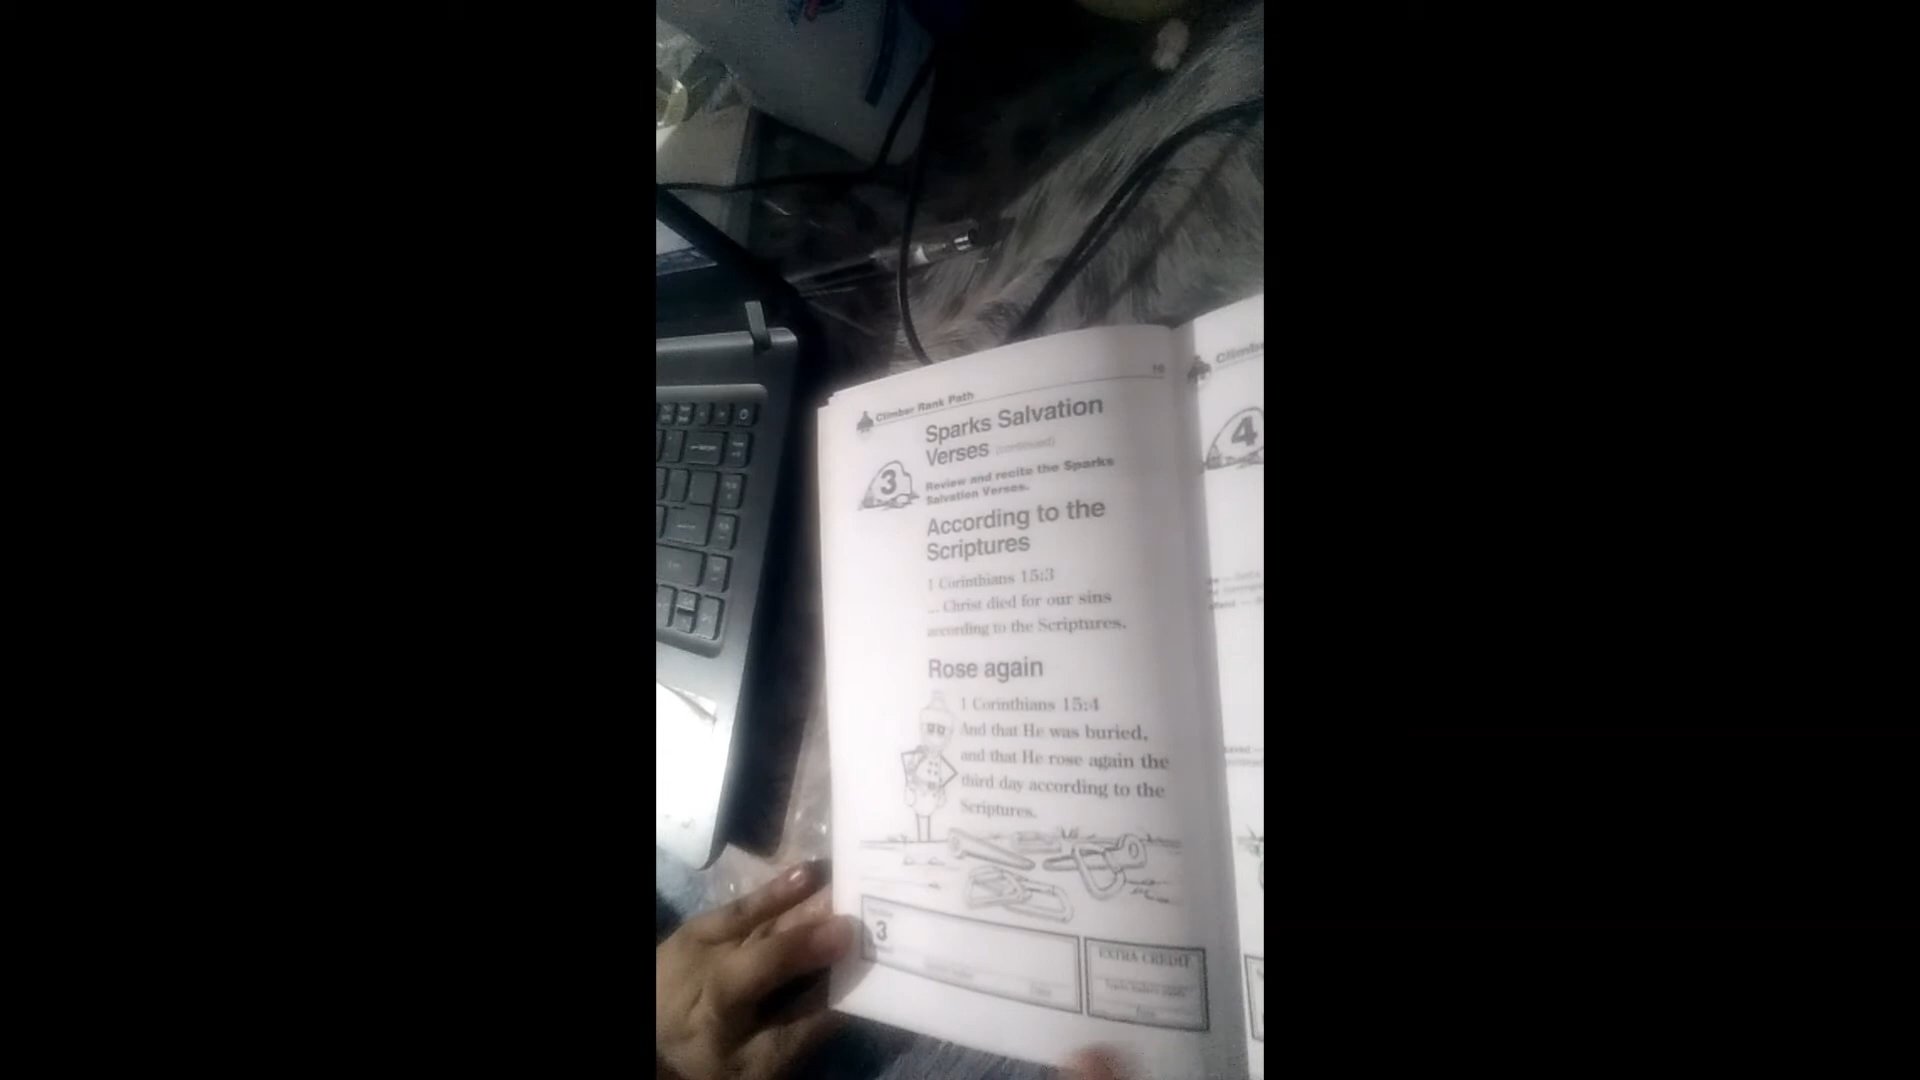 Climber Rank Path
Sparks Salvation
Verses (continued)
3
Review and recite the Sparks
Salvation Verses.
According to the
Scriptures
1 Corinthians 15:3
... Christ died for our sins
according to the Scriptures.
Rose again
1 Corinthians 15:4
And that He was buried,
and that He rose again the
third day according to the
Scriptures.
3
EXTRA CREDIT
4